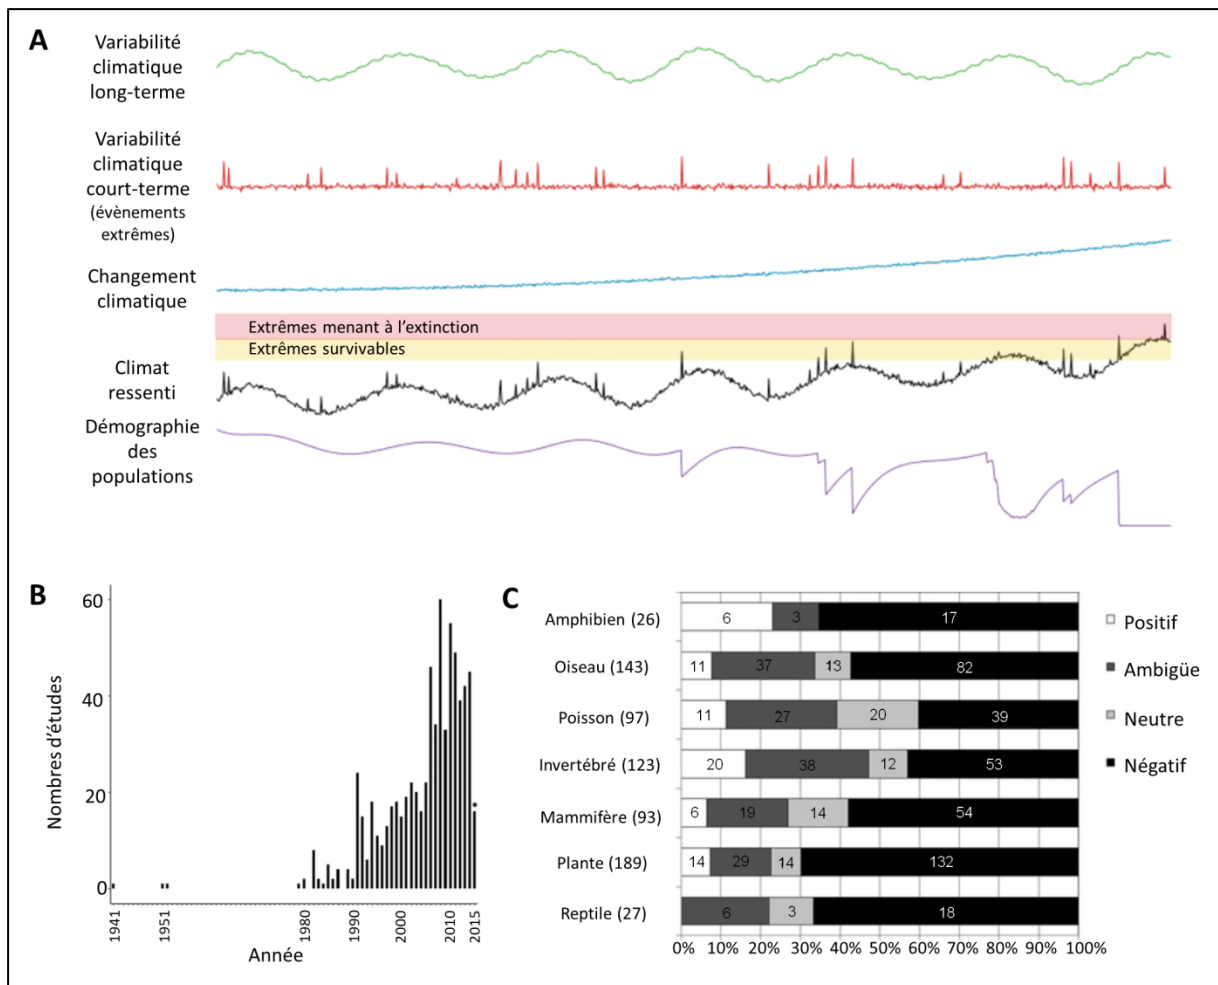 A
Variabilité
climatique
long-terme
Variabilité
climatique
court-terme
(évènements
extrêmes)
Changement
climatique
Extrêmes menant à l'extinction
Extrêmes survivables
Climat
ressenti
Démographie
des
populations
B
Nombres d'études
60
40
20
0
*
1941
1951
1980
1990
2000
2010
2015
Année
C
Amphibien (26)
6
3
17
Oiseau (143)
11
37
13
82
Poisson (97)
11
27
20
39
Invertébré (123)
20
38
12
53
Mammifère (93)
6
19
14
54
Plante (189)
14
29
14
132
Reptile (27)
6
3
18
0% 10% 20% 30% 40% 50% 60% 70% 80% 90% 100%
Positif
Ambigüe
Neutre
Négatif